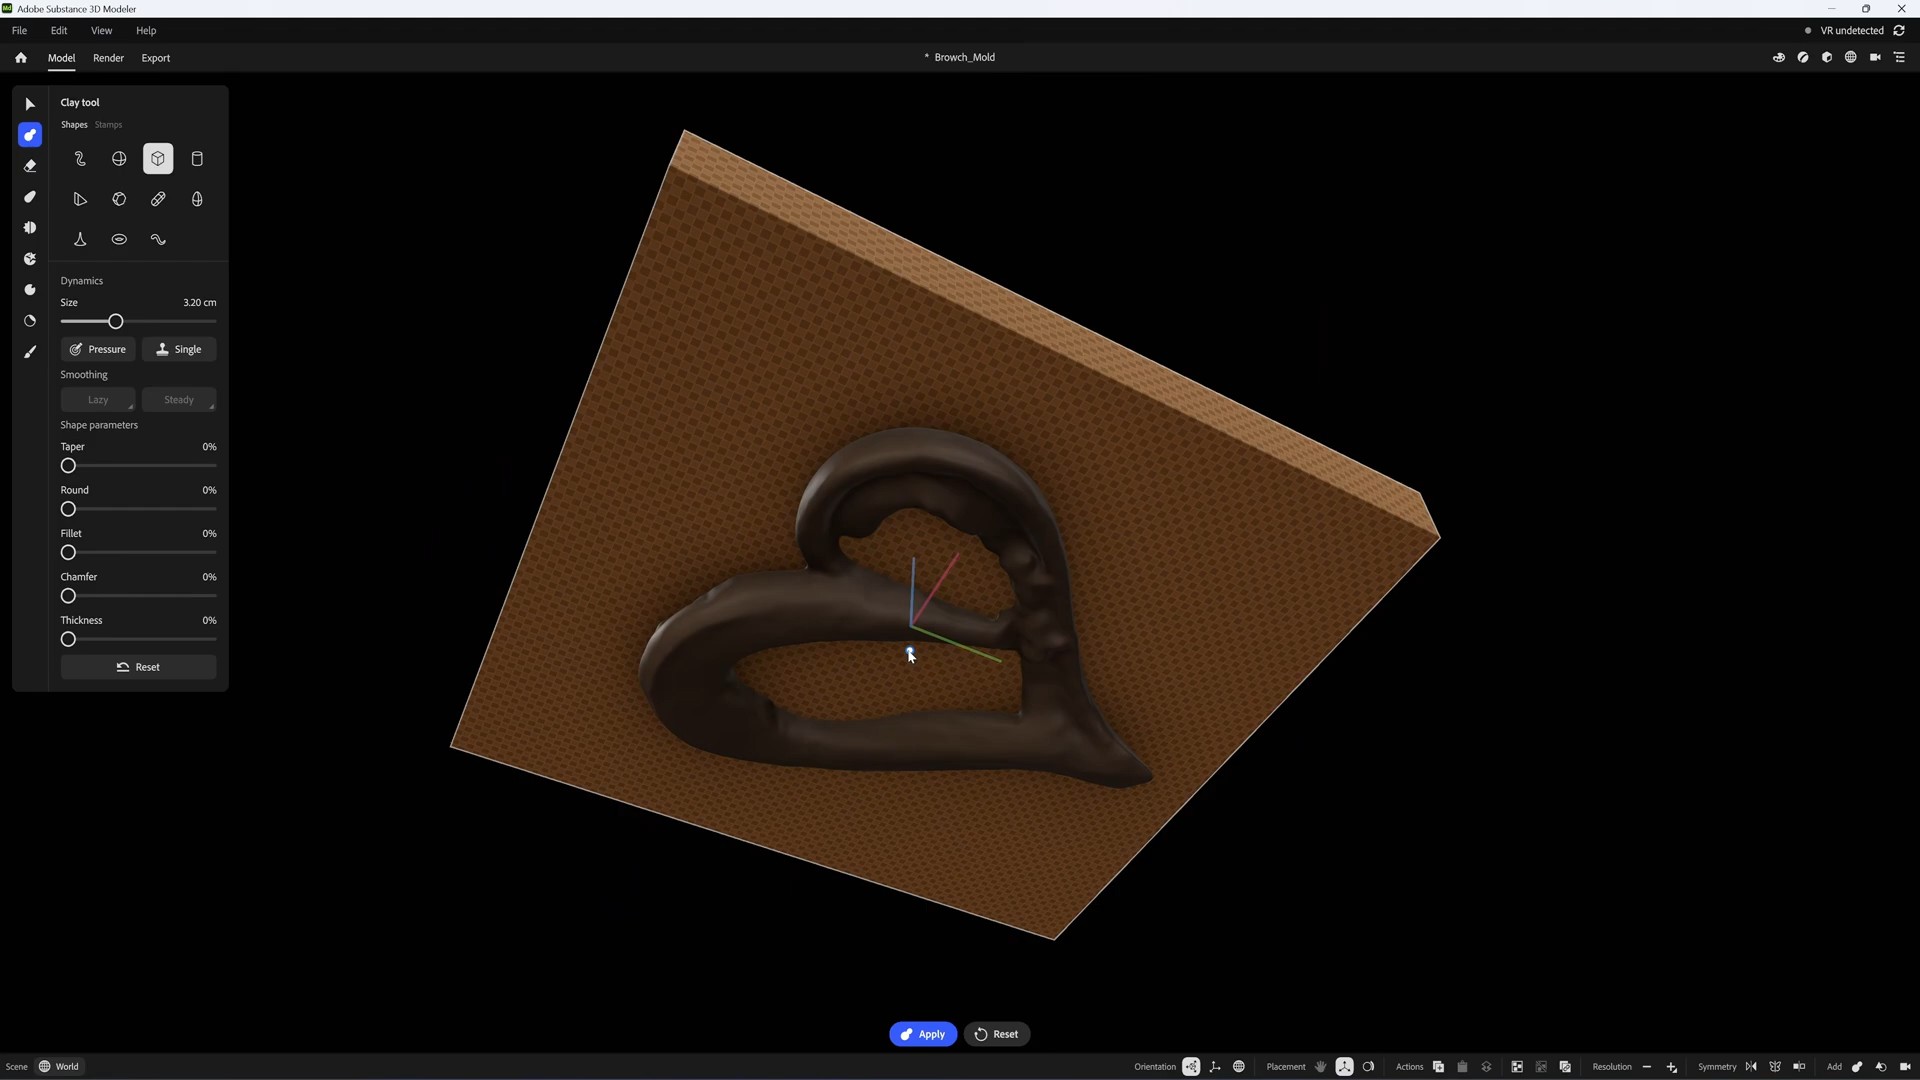 Md Adobe Substance 3D Modeler
File Edit View Help
VR undetected
Model Render Export
* Browch_Mold
Clay tool
Shapes Stamps
Dynamics
Size 3.20 cm
Pressure Single
Smoothing
Lazy Steady
Shape parameters
Taper 0%
Round 0%
Fillet 0%
Chamfer 0%
Thickness 0%
Reset
Apply Reset
Scene World
Orientation Placement Actions Resolution Symmetry Add